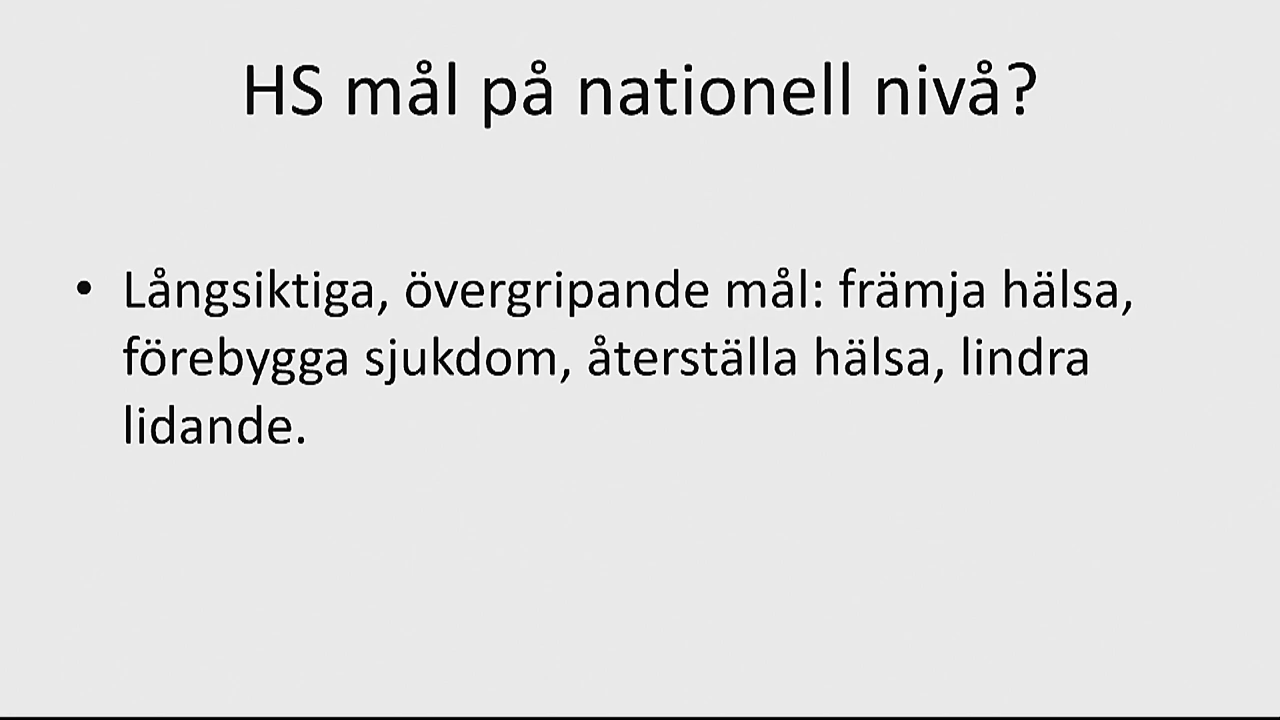 HS mål på nationell nivå?
• Långsiktiga, övergripande mål: främja hälsa,
förebygga sjukdom, återställa hälsa, lindra
lidande.